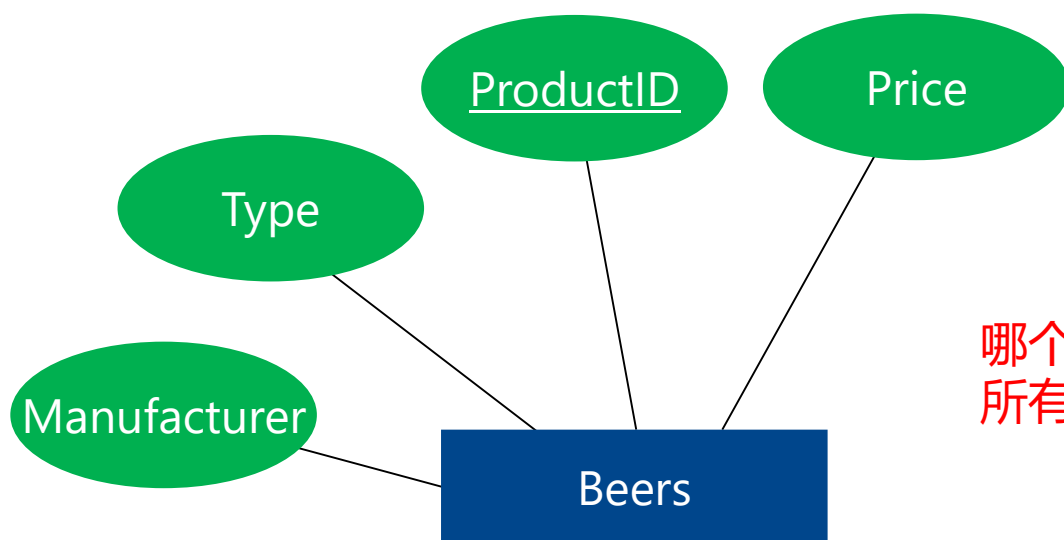 ProductID
Price
Type
Manufacturer
Beers
哪个
所有